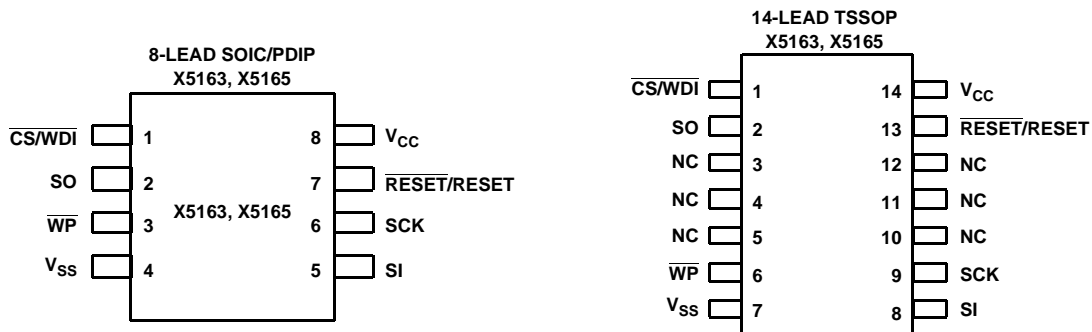 8-LEAD SOIC/PDIP
X5163, X5165
CS/WDI 1
SO 2
WP 3
VSS 4
8 VCC
7 RESET/RESET
6 SCK
5 SI
X5163, X5165
14-LEAD TSSOP
X5163, X5165
CS/WDI 1
SO 2
NC 3
NC 4
NC 5
WP 6
VSS 7
14 VCC
13 RESET/RESET
12 NC
11 NC
10 NC
9 SCK
8 SI